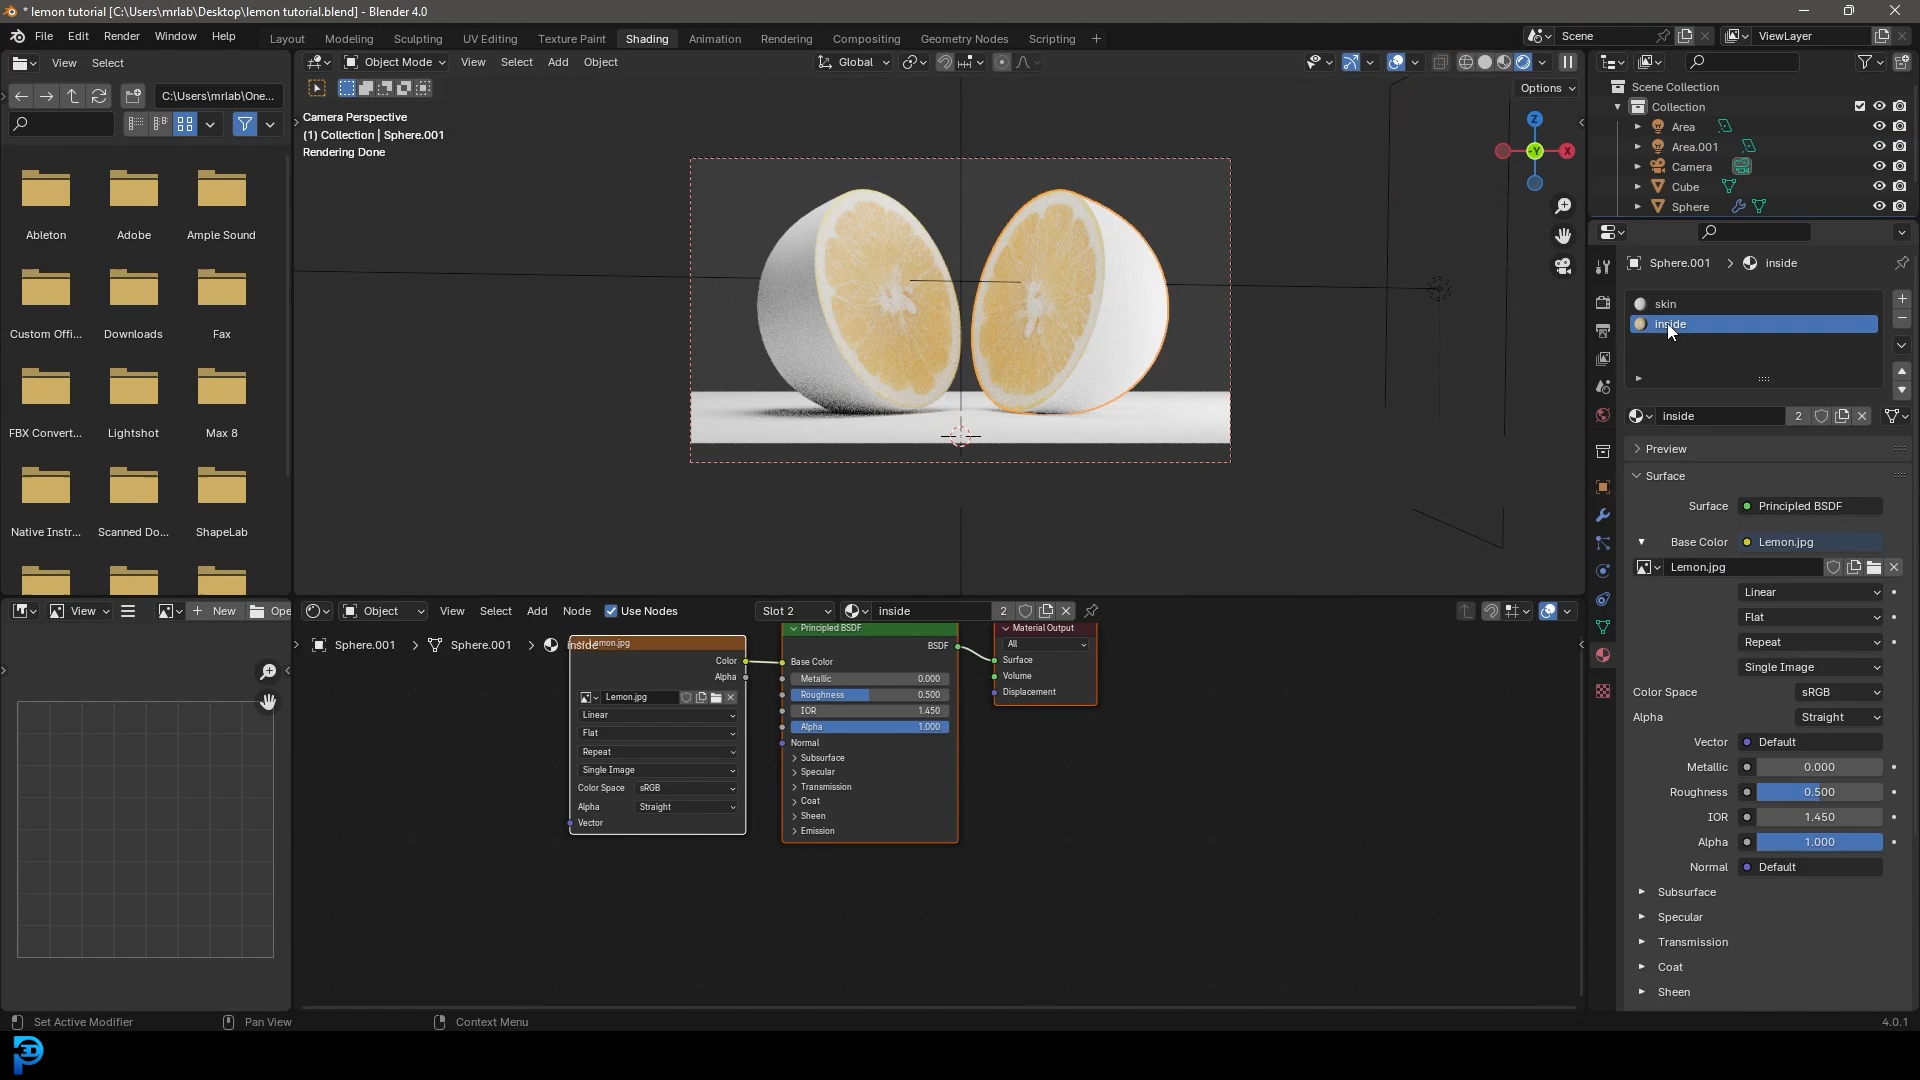 * lemon tutorial [C:\Users\mrlab\Desktop\lemon tutorial.blend] - Blender 4.0
File Edit Render Window Help
Layout Modeling Sculpting UV Editing Texture Paint Shading Animation Rendering Compositing Geometry Nodes Scripting +
Scene
ViewLayer
View Select
C:\Users\mrlab\One...
Ableton Adobe Ample Sound
Custom Offi... Downloads Fax
FBX Convert... Lightshot Max 8
Native Instr... Scanned Do... ShapeLab
Object Mode View Select Add Object
Global
Options
Camera Perspective
(1) Collection | Sphere.001
Rendering Done
Z
-Y
X
Scene Collection
Collection
Area
Area.001
Camera
Cube
Sphere
Sphere.001 > inside
skin
inside
inside 2
Preview
Surface
Surface Principled BSDF
Base Color Lemon.jpg
Lemon.jpg
Linear
Flat
Repeat
Single Image
Color Space sRGB
Alpha Straight
Vector Default
Metallic 0.000
Roughness 0.500
IOR 1.450
Alpha 1.000
Normal Default
Subsurface
Specular
Transmission
Coat
Sheen
View
New
Ope
Object View Select Add Node Use Nodes
Slot 2
inside 2
Sphere.001 > Sphere.001 > inside
Lemon.jpg
Color
Alpha
Lemon.jpg
Linear
Flat
Repeat
Single Image
Color Space sRGB
Alpha Straight
Vector
Principled BSDF
BSDF
Base Color
Metallic 0.000
Roughness 0.500
IOR 1.450
Alpha 1.000
Normal
Subsurface
Specular
Transmission
Coat
Sheen
Emission
Material Output
All
Surface
Volume
Displacement
Set Active Modifier Pan View Context Menu
4.0.1